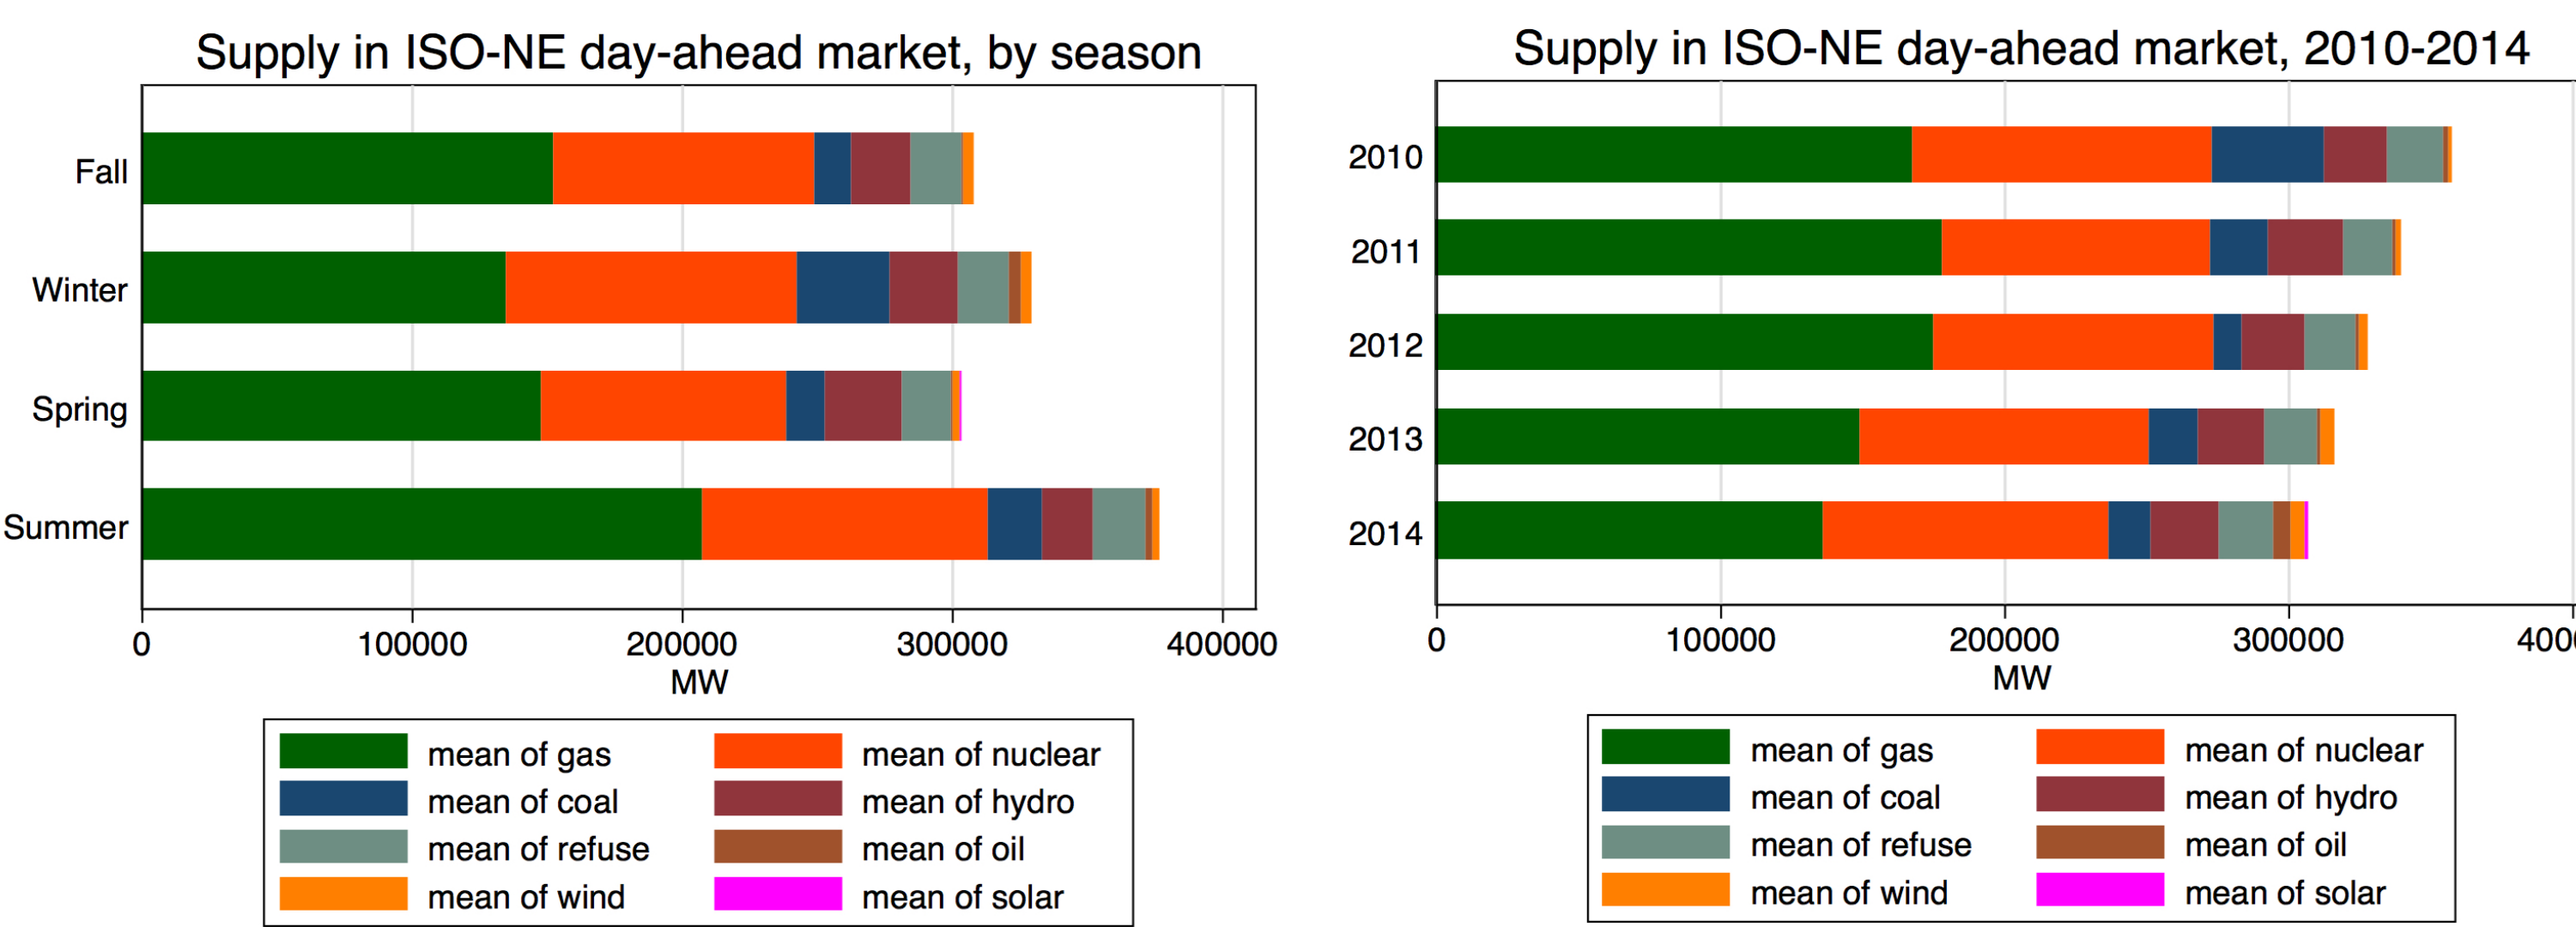 Supply in ISO-NE day-ahead market, by season
Fall
Winter
Spring
Summer
0 100000 200000 300000 400000
MW
mean of gas mean of nuclear
mean of coal mean of hydro
mean of refuse mean of oil
mean of wind mean of solar
Supply in ISO-NE day-ahead market, 2010-2014
2010
2011
2012
2013
2014
0 100000 200000 300000
MW
mean of gas mean of nuclear
mean of coal mean of hydro
mean of refuse mean of oil
mean of wind mean of solar